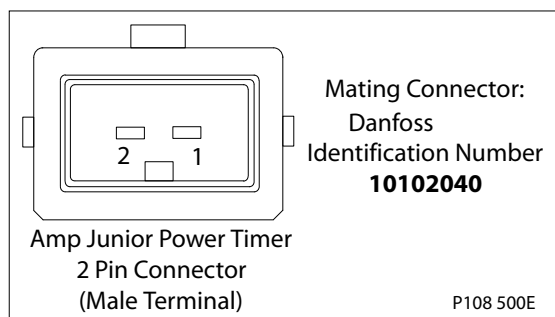 2 1
Amp Junior Power Timer
2 Pin Connector
(Male Terminal)
Mating Connector:
Danfoss
Identification Number
10102040
P108 500E